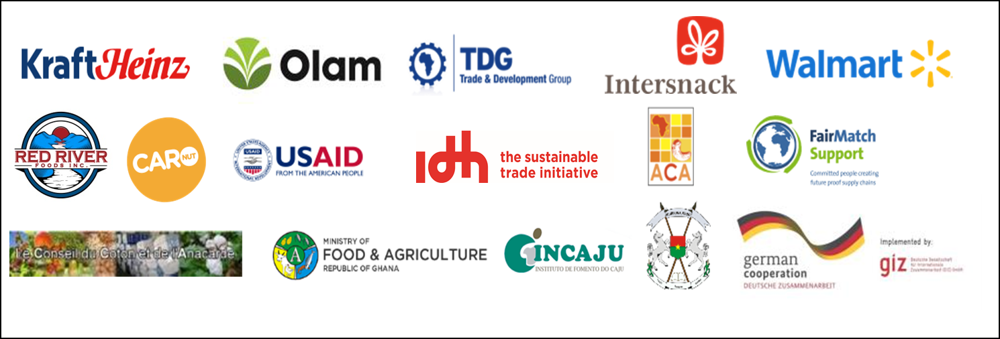 KraftHeinz
Olam
TDG
Trade & Development Group
Intersnack
Walmart
RED RIVER
FOODS INC.
CARO NUT
USAID
USAID
FROM THE AMERICAN PEOPLE
idh
the sustainable
trade initiative
ACA
FairMatch
Support
Committed people creating
future proof supply chains
Le Conseil du Coton et de l'Anacarde
A
MINISTRY OF
FOOD & AGRICULTURE
REPUBLIC OF GHANA
INCAJU
INSTITUTO DE FOMENTO DO CAJU
BURKINA FASO
german
cooperation
DEUTSCHE ZUSAMMENARBEIT
Implemented by:
giz
Deutsche Gesellschaft
für Internationale
Zusammenarbeit (GIZ) GmbH